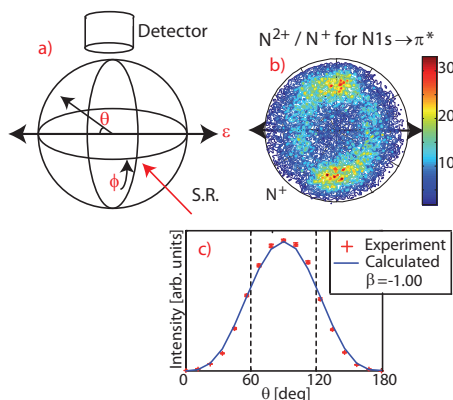 a)
Detector
θ
ε
ϕ
S.R.
N²⁺ / N⁺ for N1s→π*
b)
N⁺
30
20
10
c)
Intensity [arb. units]
Experiment
Calculated
β=-1.00
0 60 120 180
θ [deg]